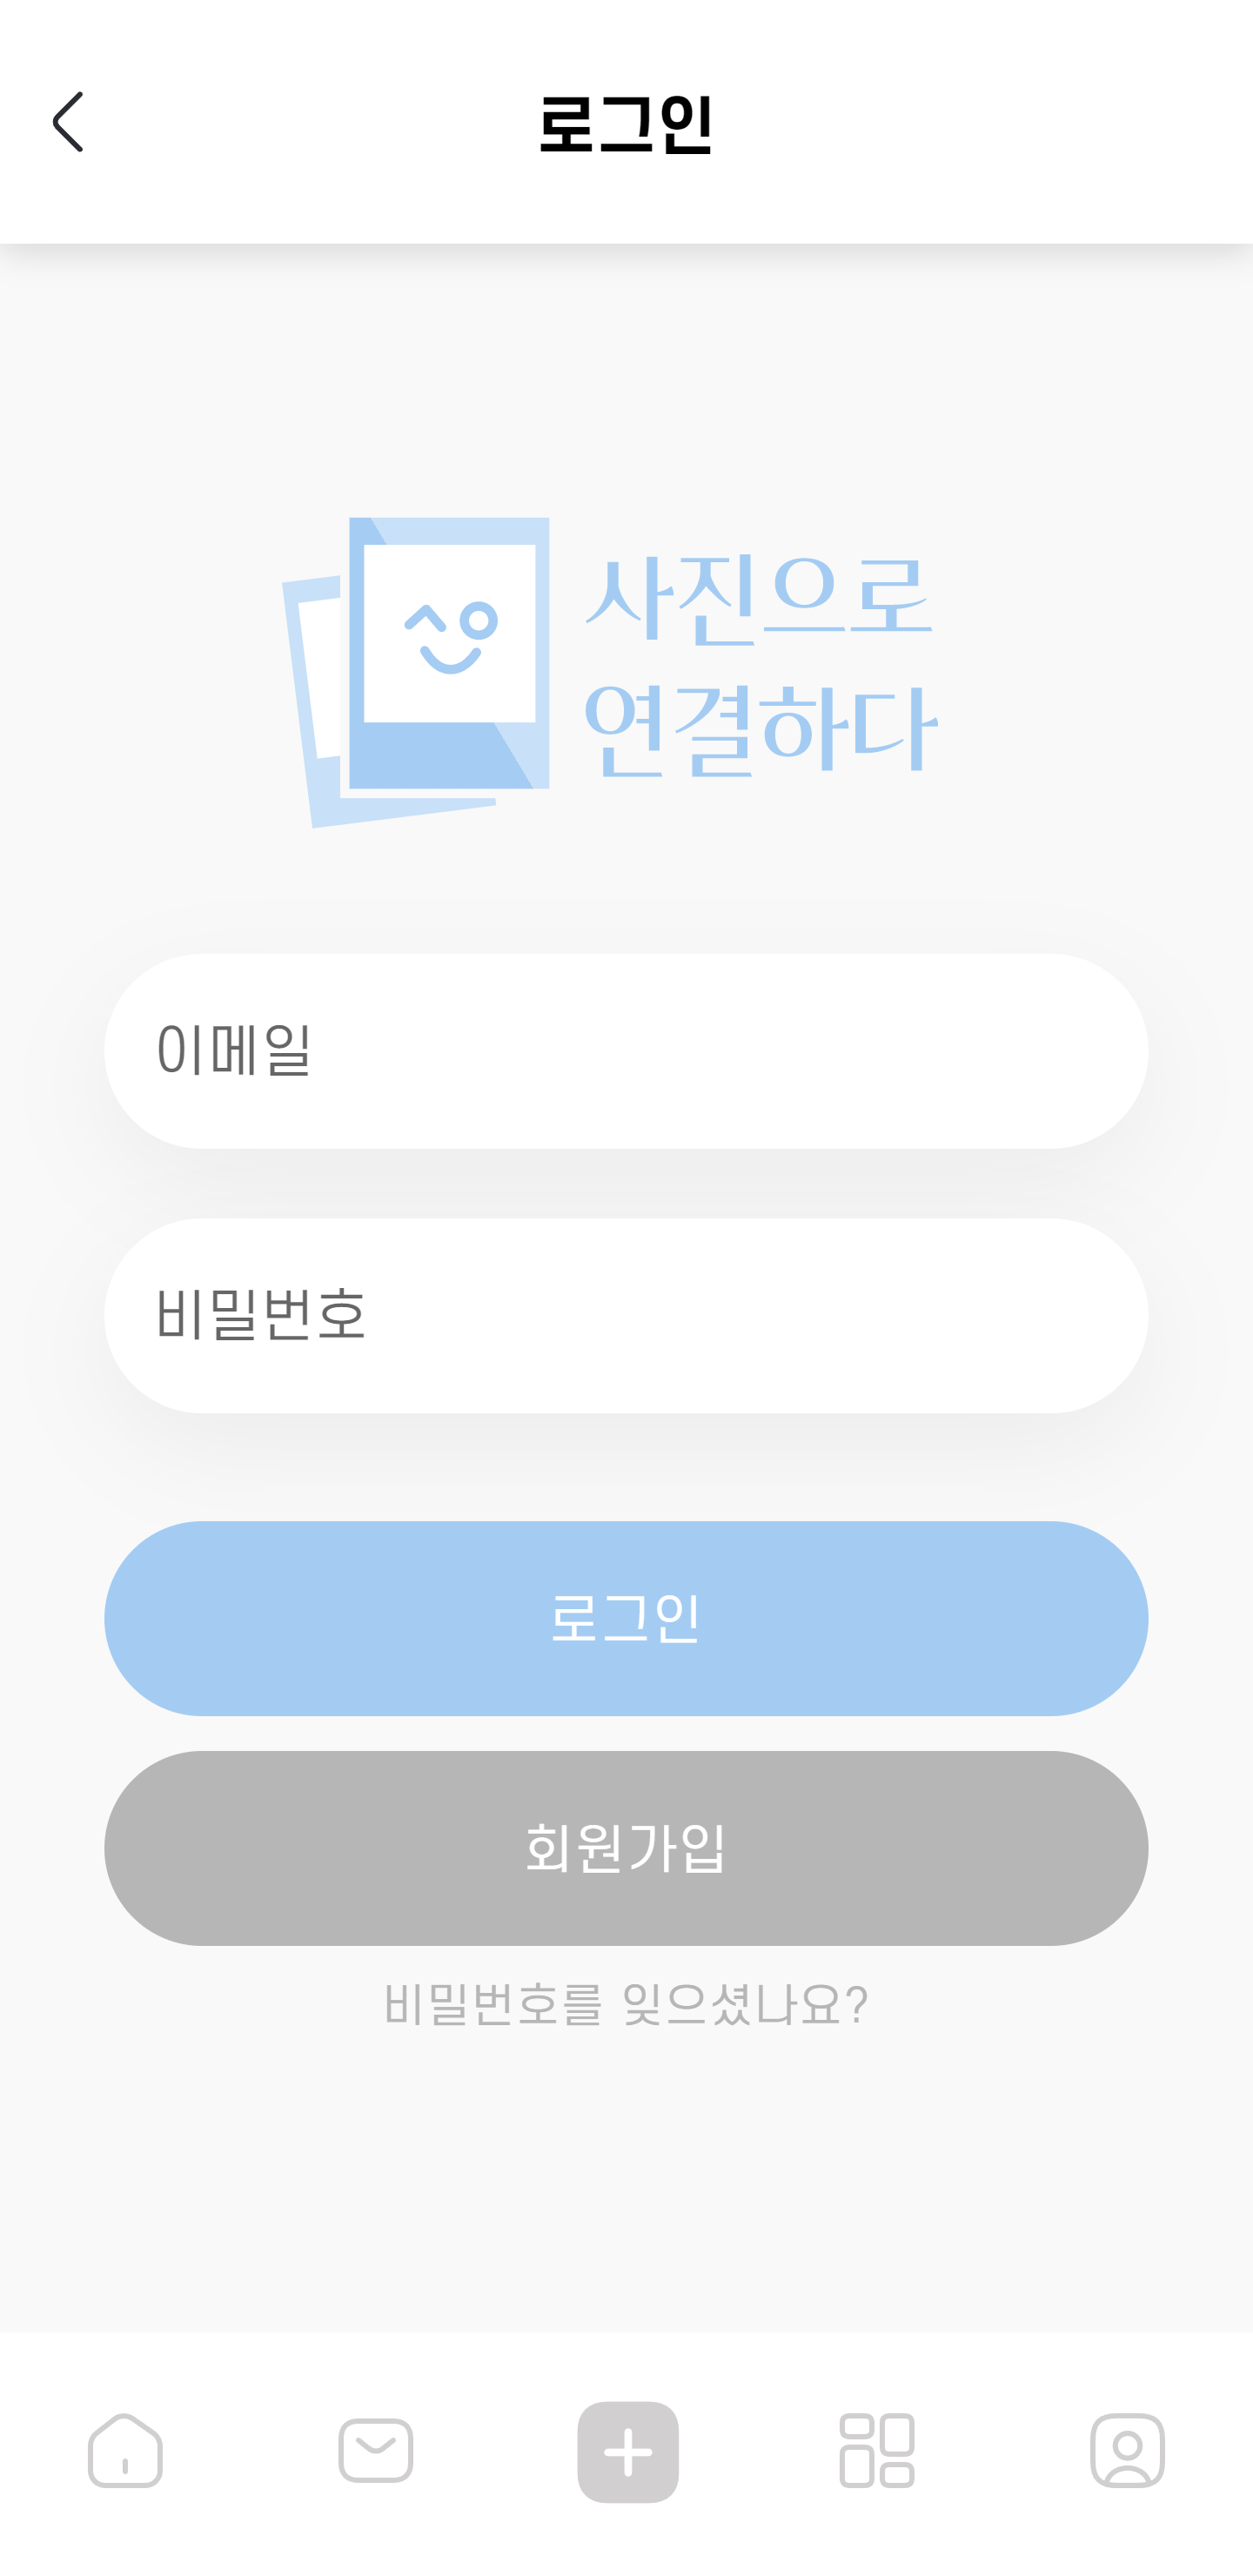 로그인
사진으로
연결하다
이메일
비밀번호
로그인
회원가입
비밀번호를 잊으셨나요?